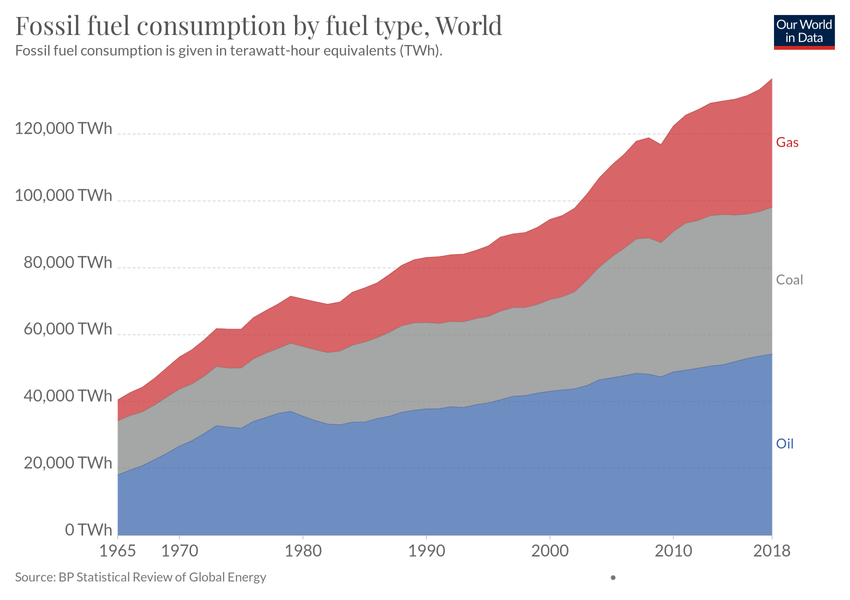 Fossil fuel consumption by fuel type, World
Fossil fuel consumption is given in terawatt-hour equivalents (TWh).
Our World
in Data
120,000 TWh
100,000 TWh
80,000 TWh
60,000 TWh
40,000 TWh
20,000 TWh
0 TWh
Gas
Coal
Oil
1965 1970 1980 1990 2000 2010 2018
Source: BP Statistical Review of Global Energy